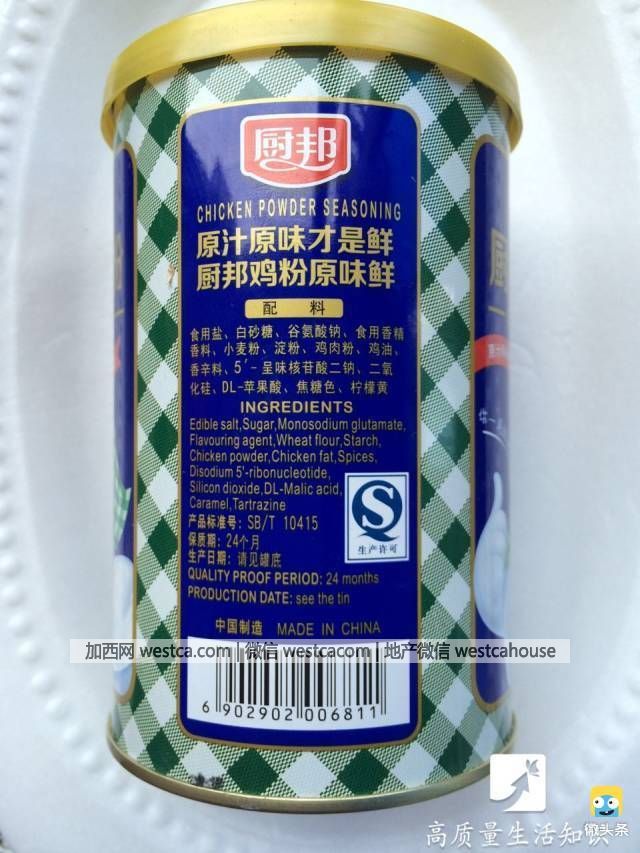 厨邦
CHICKEN POWDER SEASONING
原汁原味才是鲜
厨邦鸡粉原味鲜
配 料
食用盐、白砂糖、谷氨酸钠、食用香精
香料、小麦粉、淀粉、鸡肉粉、鸡油、
香辛料、5´-呈味核苷酸二钠、二氧
化硅、DL-苹果酸、焦糖色、柠檬黄
INGREDIENTS
Edible salt,Sugar,Monosodium glutamate,
Flavouring agent,Wheat flour,Starch,
Chicken powder,Chicken fat,Spices,
Disodium 5'-ribonucleotide,
Silicon dioxide,DL-Malic acid,
Caramel,Tartrazine
产品标准号: SB/T 10415
保质期: 24个月
生产日期: 请见罐底
QUALITY PROOF PERIOD: 24 months
PRODUCTION DATE: see the tin
S
生产许可
中国制造 MADE IN CHINA
加西网 westca.com | 微信 westcacom | 地产微信 westcahouse
6 902902 006811
高质量生活知识
微头条